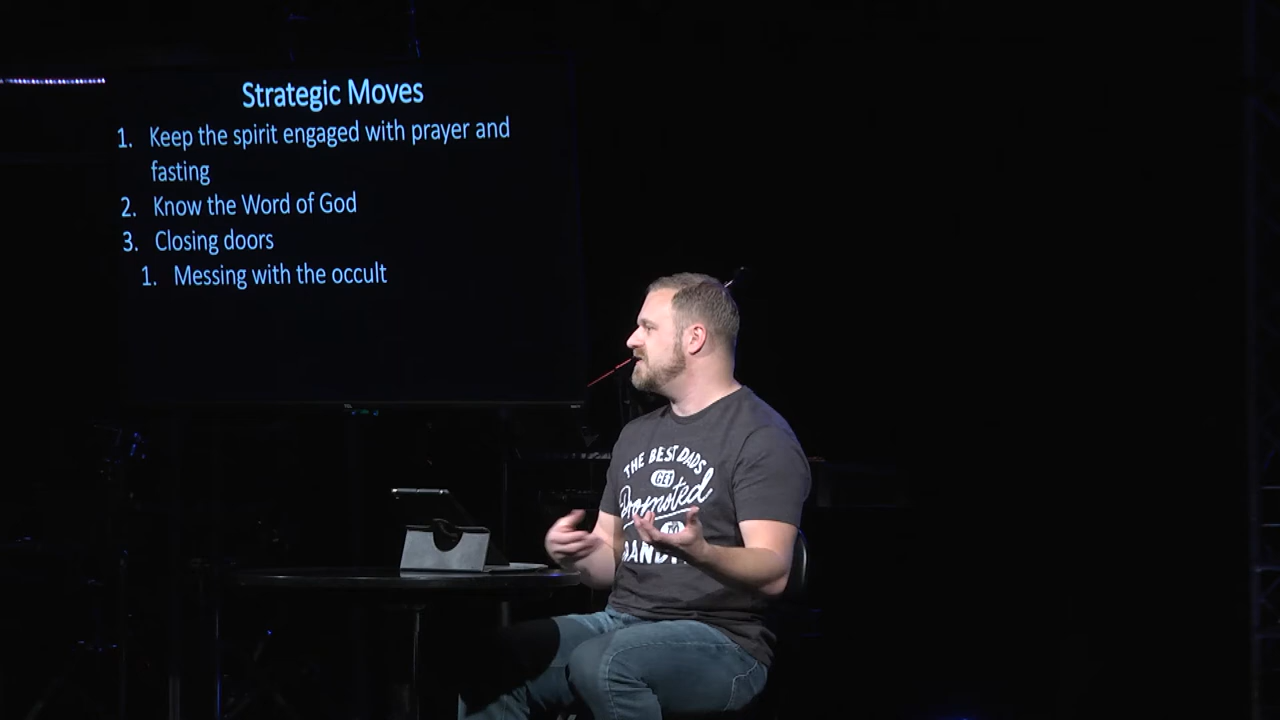 Strategic Moves
1. Keep the spirit engaged with prayer and
fasting
2. Know the Word of God
3. Closing doors
1. Messing with the occult
THE BEST DADS
GET
Promoted
TO